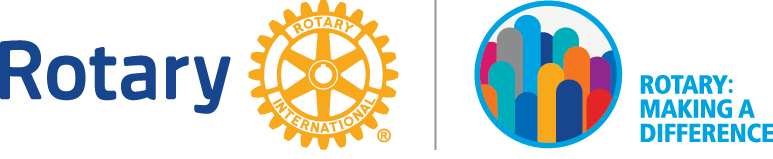 Rotary
ROTARY
INTERNATIONAL
®
ROTARY:
MAKING A
DIFFERENCE